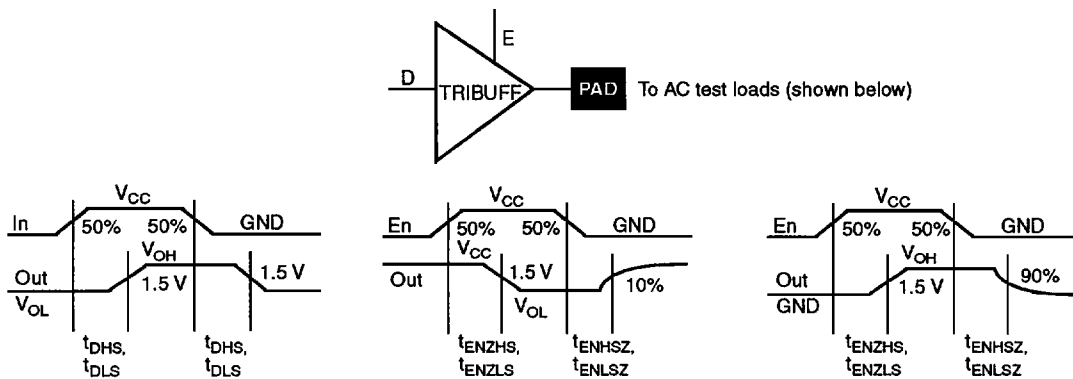 E
D
TRIBUFF
PAD
To AC test loads (shown below)
VCC
In
50%
50%
GND
VOH
Out
1.5 V
1.5 V
VOL
tDHS,
tDLS
tDHS,
tDLS
VCC
En
50%
50%
GND
VCC
Out
1.5 V
10%
VOL
tENZHS,
tENZLS
tENHSZ,
tENLSZ
VCC
En
50%
50%
GND
VOH
Out
90%
GND
1.5 V
tENZHS,
tENZLS
tENHSZ,
tENLSZ